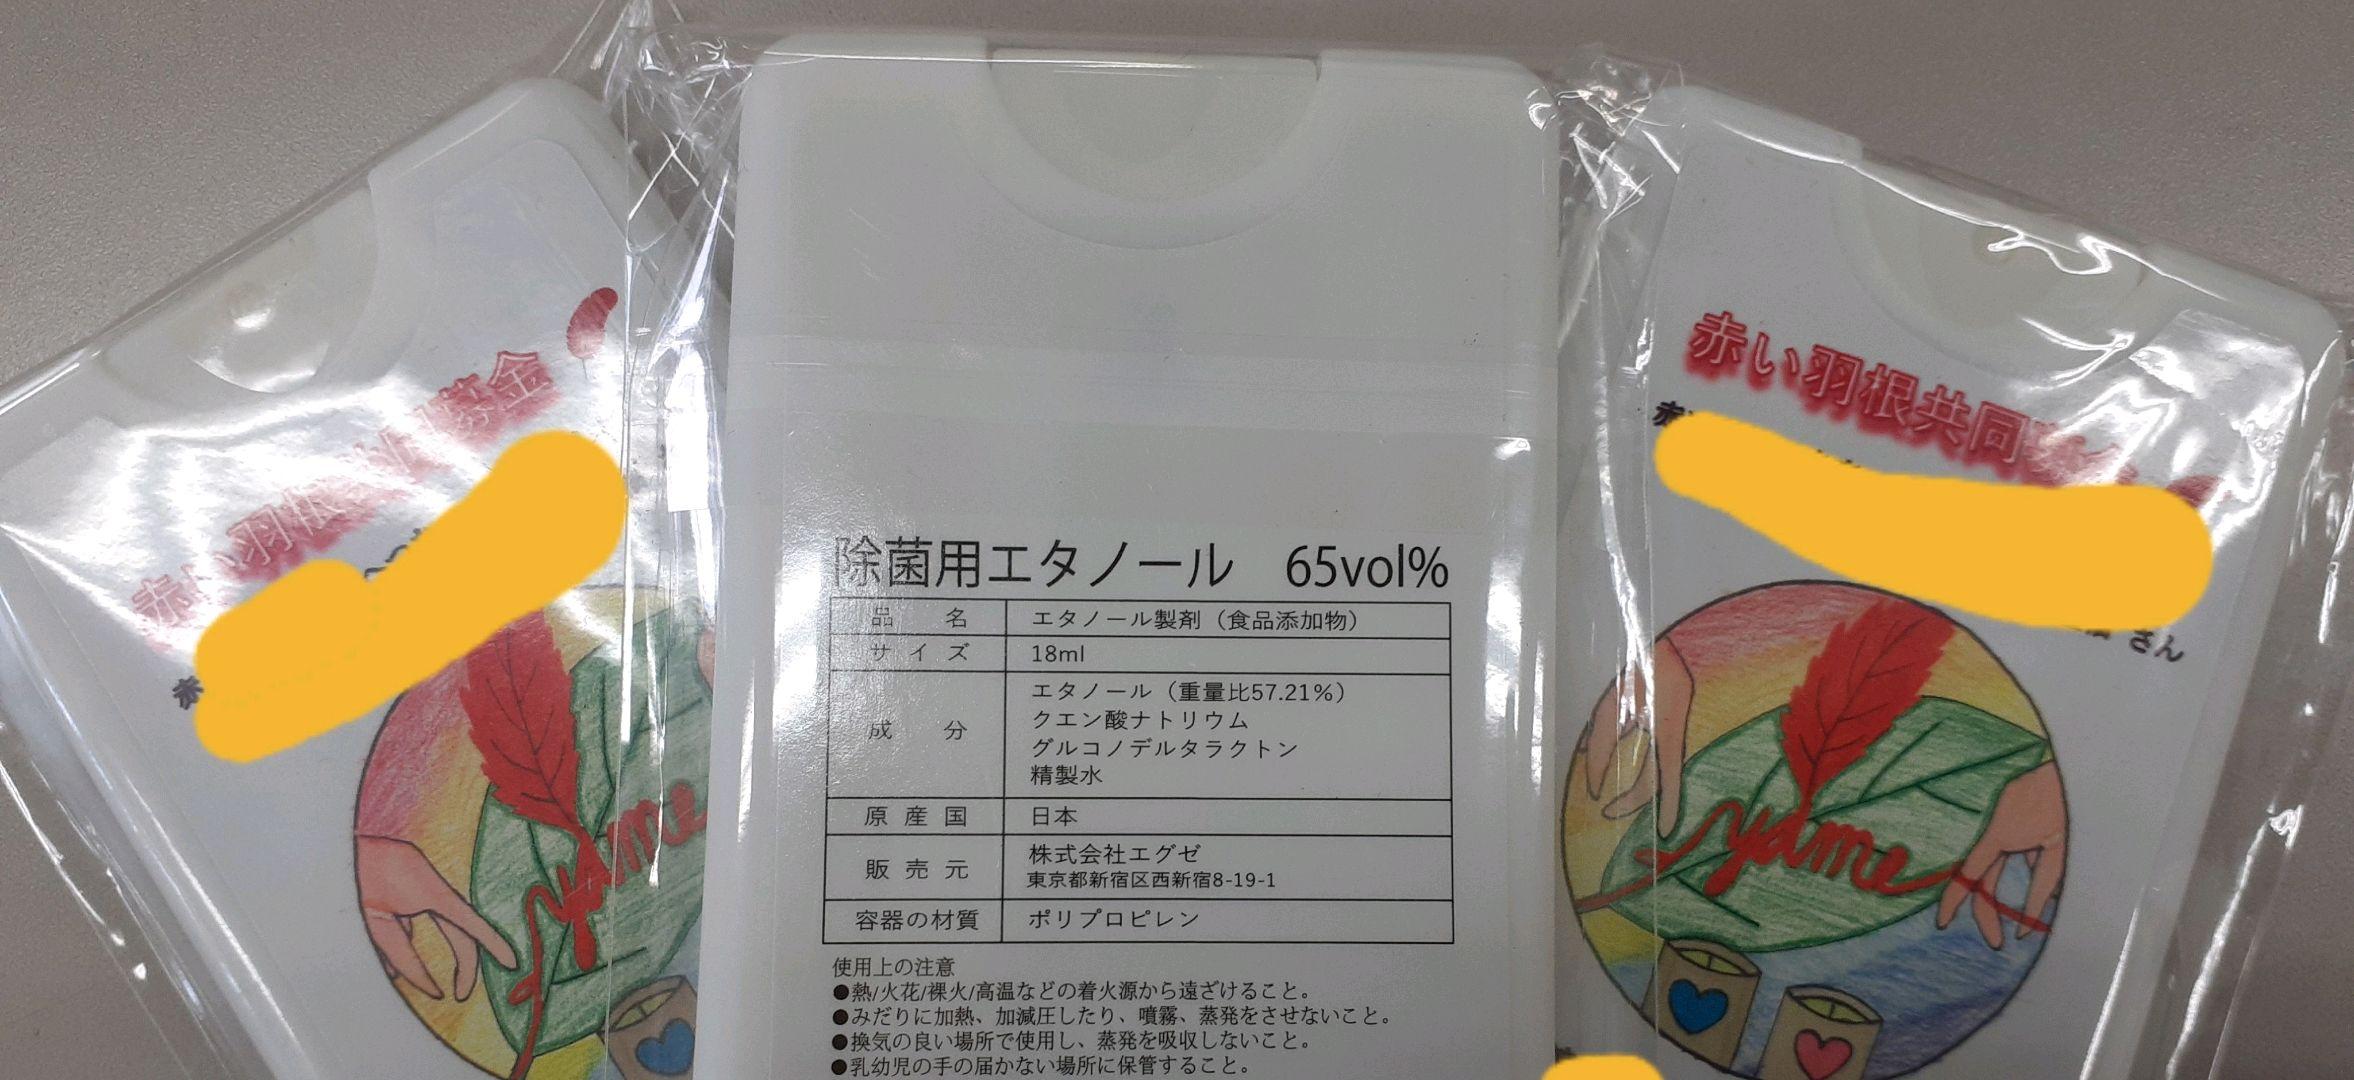 赤い羽根
募金
赤
除菌用エタノール 65vol%
品名 エタノール製剤（食品添加物）
サイズ 18ml
成分 エタノール（重量比57.21%）
クエン酸ナトリウム
グルコノデルタラクトン
精製水
原産国 日本
販売元 株式会社エグゼ
東京都新宿区西新宿8-19-1
容器の材質 ポリプロピレン
使用上の注意
●熱/火花/裸火/高温などの着火源から遠ざけること。
●みだりに加熱、加減圧したり、噴霧、蒸発をさせないこと。
●換気の良い場所で使用し、蒸発を吸収しないこと。
●乳幼児の手の届かない場所に保管すること。
yame
赤い羽根共同
赤
さん
yame